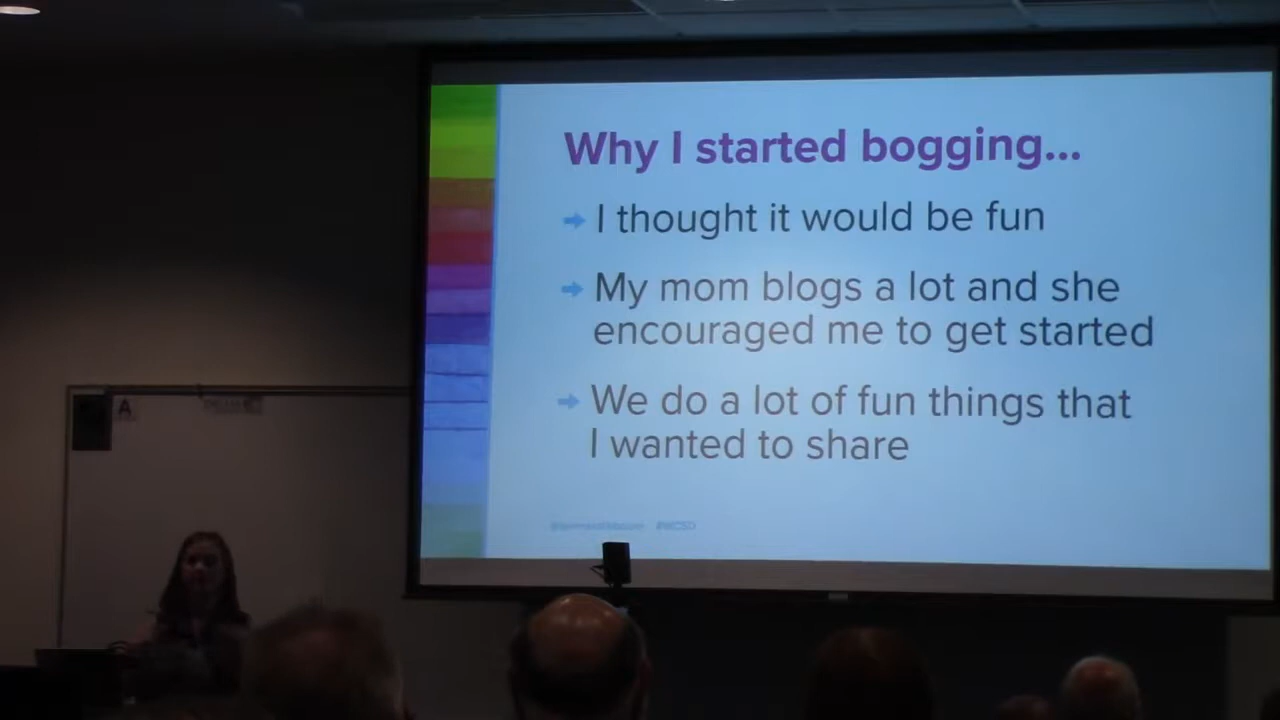 Why I started bogging...
I thought it would be fun
My mom blogs a lot and she
encouraged me to get started
We do a lot of fun things that
I wanted to share
#WCSD
A